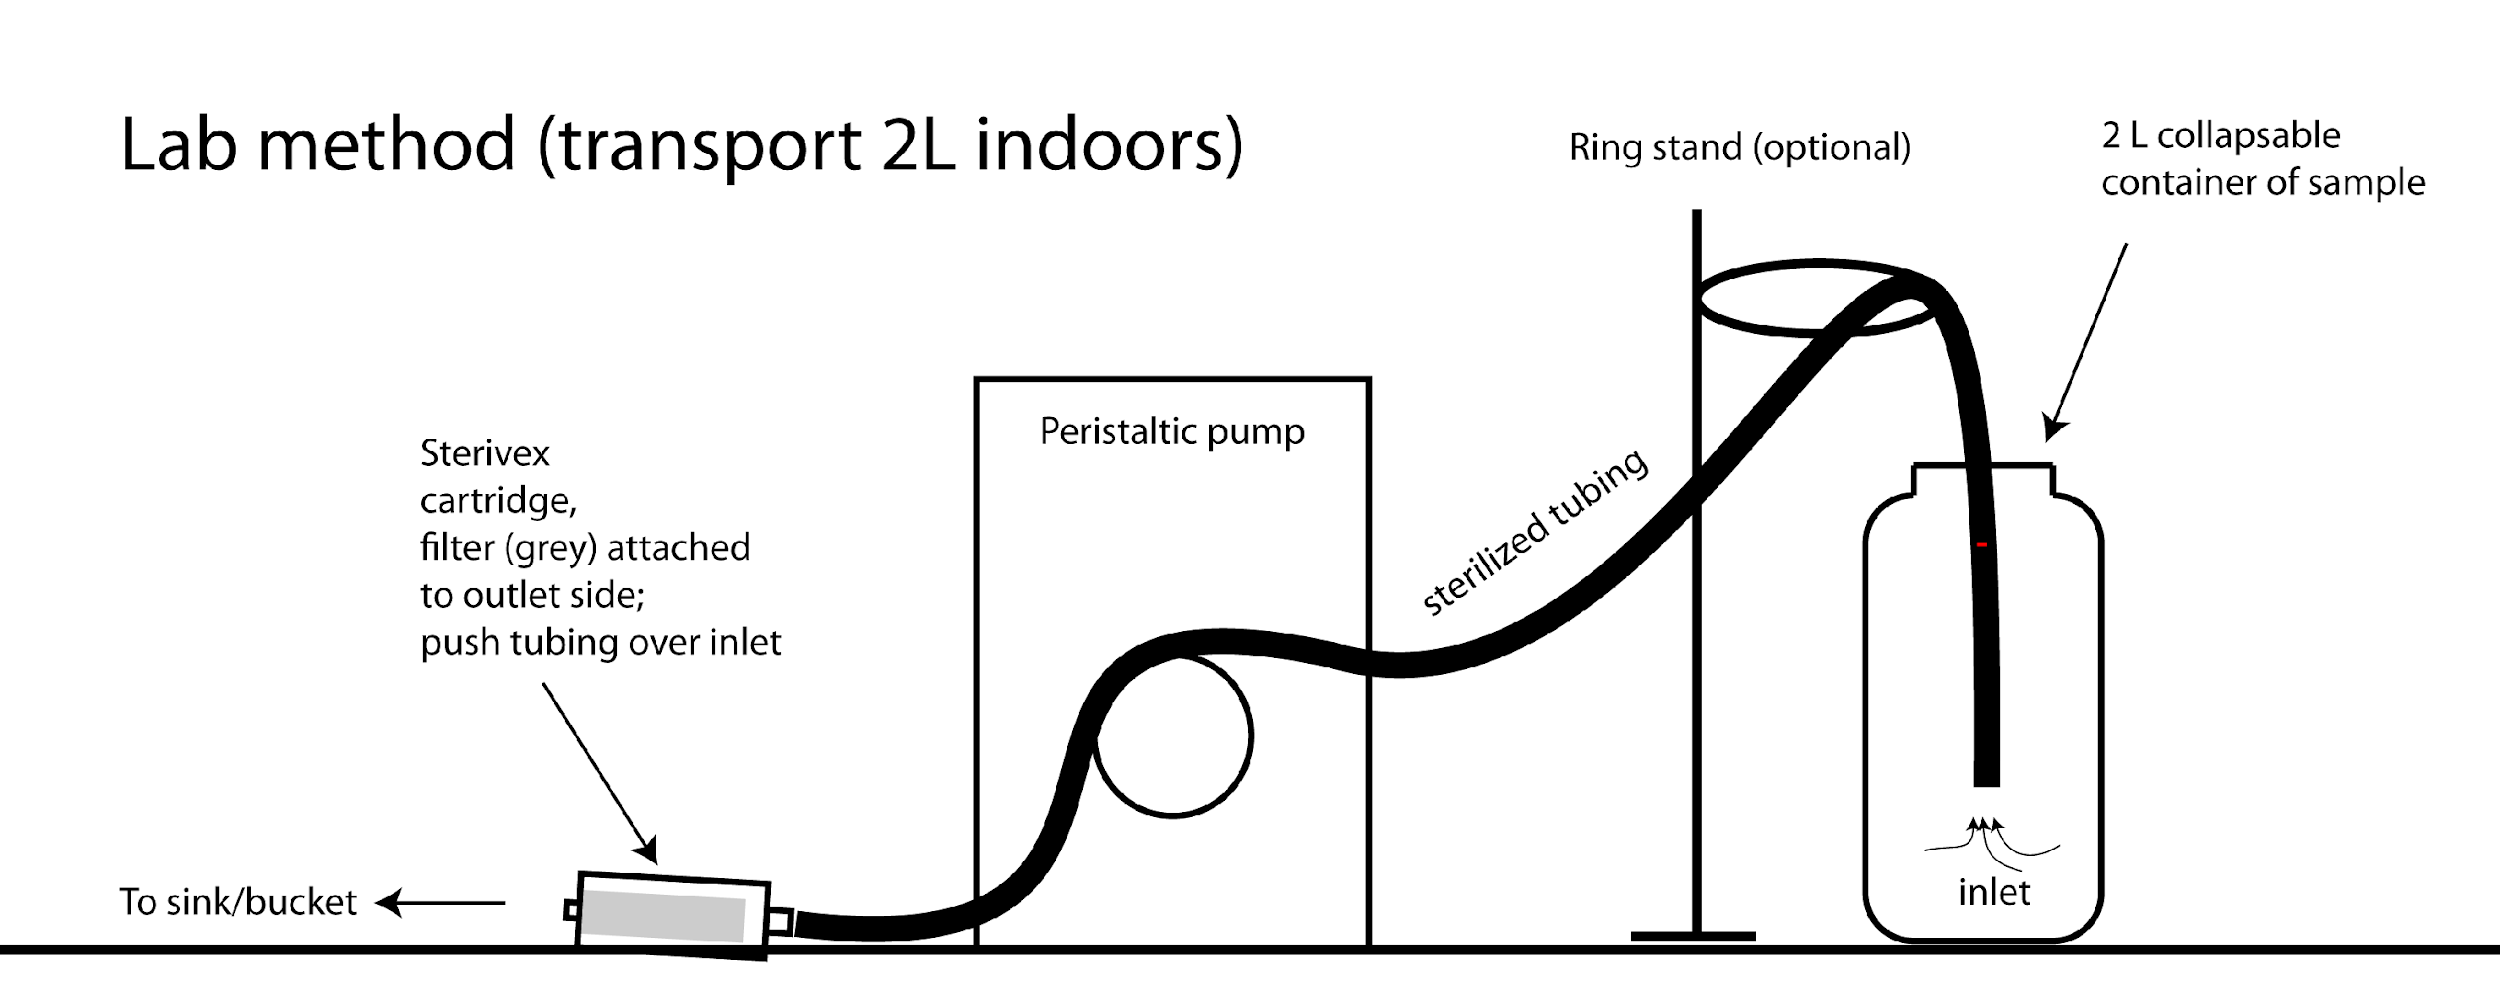 Lab method (transport 2L indoors)
Ring stand (optional)
2 L collapsable
container of sample
Peristaltic pump
Sterivex
cartridge,
filter (grey) attached
to outlet side;
push tubing over inlet
sterilized tubing
To sink/bucket
inlet